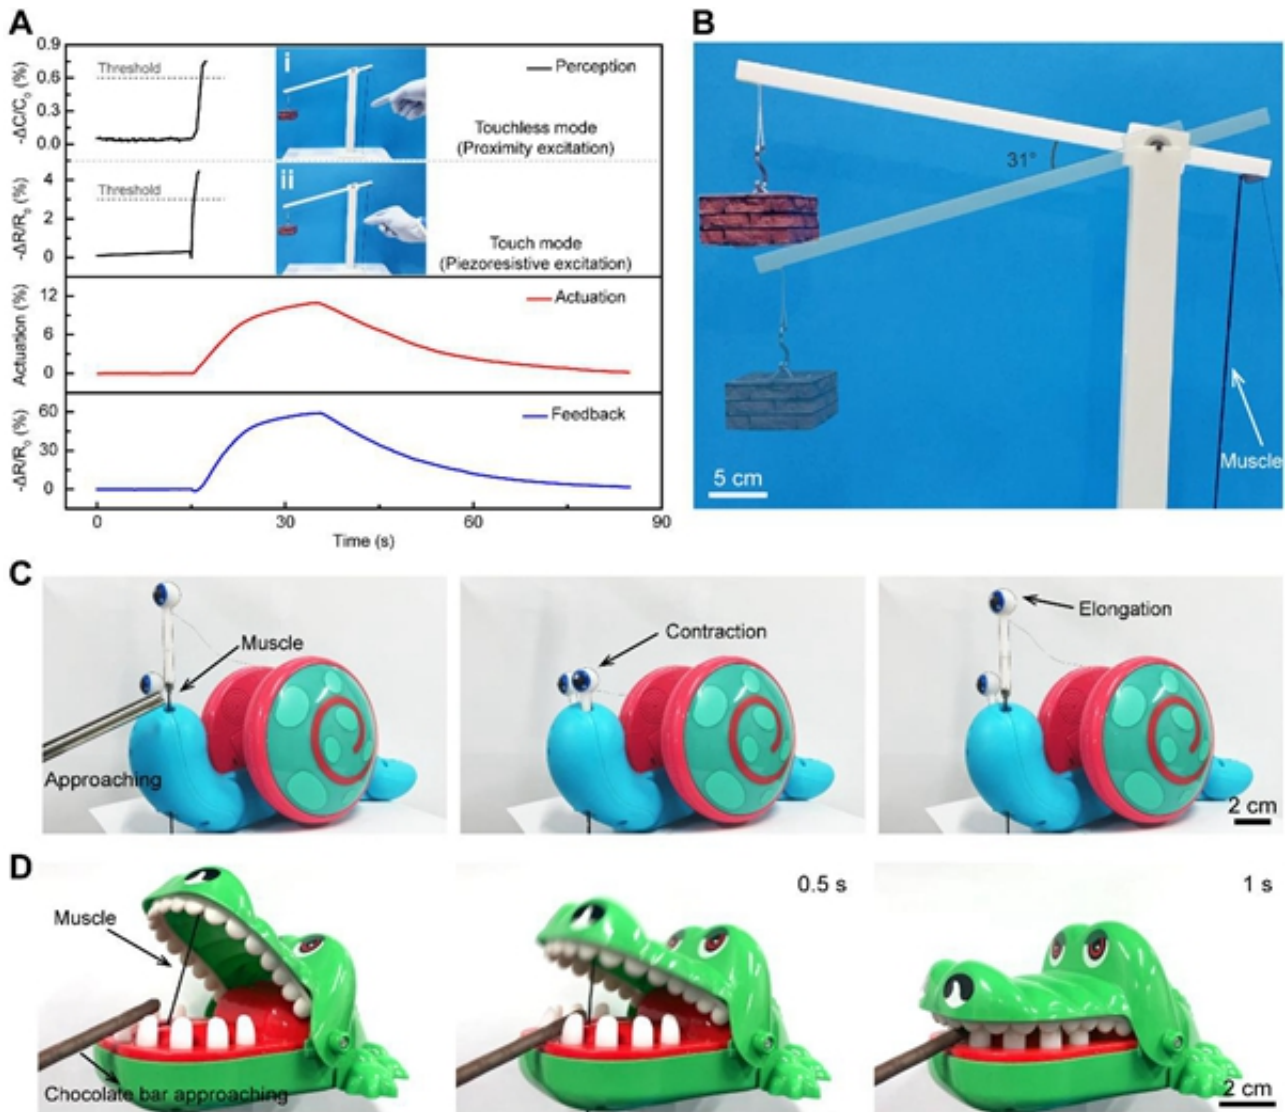 A
0.9
0.6
0.3
0.0
-ΔC/C₀ (%)
Threshold
i
Perception
Touchless mode
(Proximity excitation)
4
2
0
-ΔR/R₀ (%)
Threshold
ii
Touch mode
(Piezoresistive excitation)
12
6
0
Actuation (%)
Actuation
60
30
0
-ΔR/R₀ (%)
Feedback
0
30
60
90
Time (s)
B
31°
5 cm
Muscle
C
Muscle
Approaching
Contraction
Elongation
2 cm
D
Muscle
Chocolate bar approaching
0.5 s
1 s
2 cm